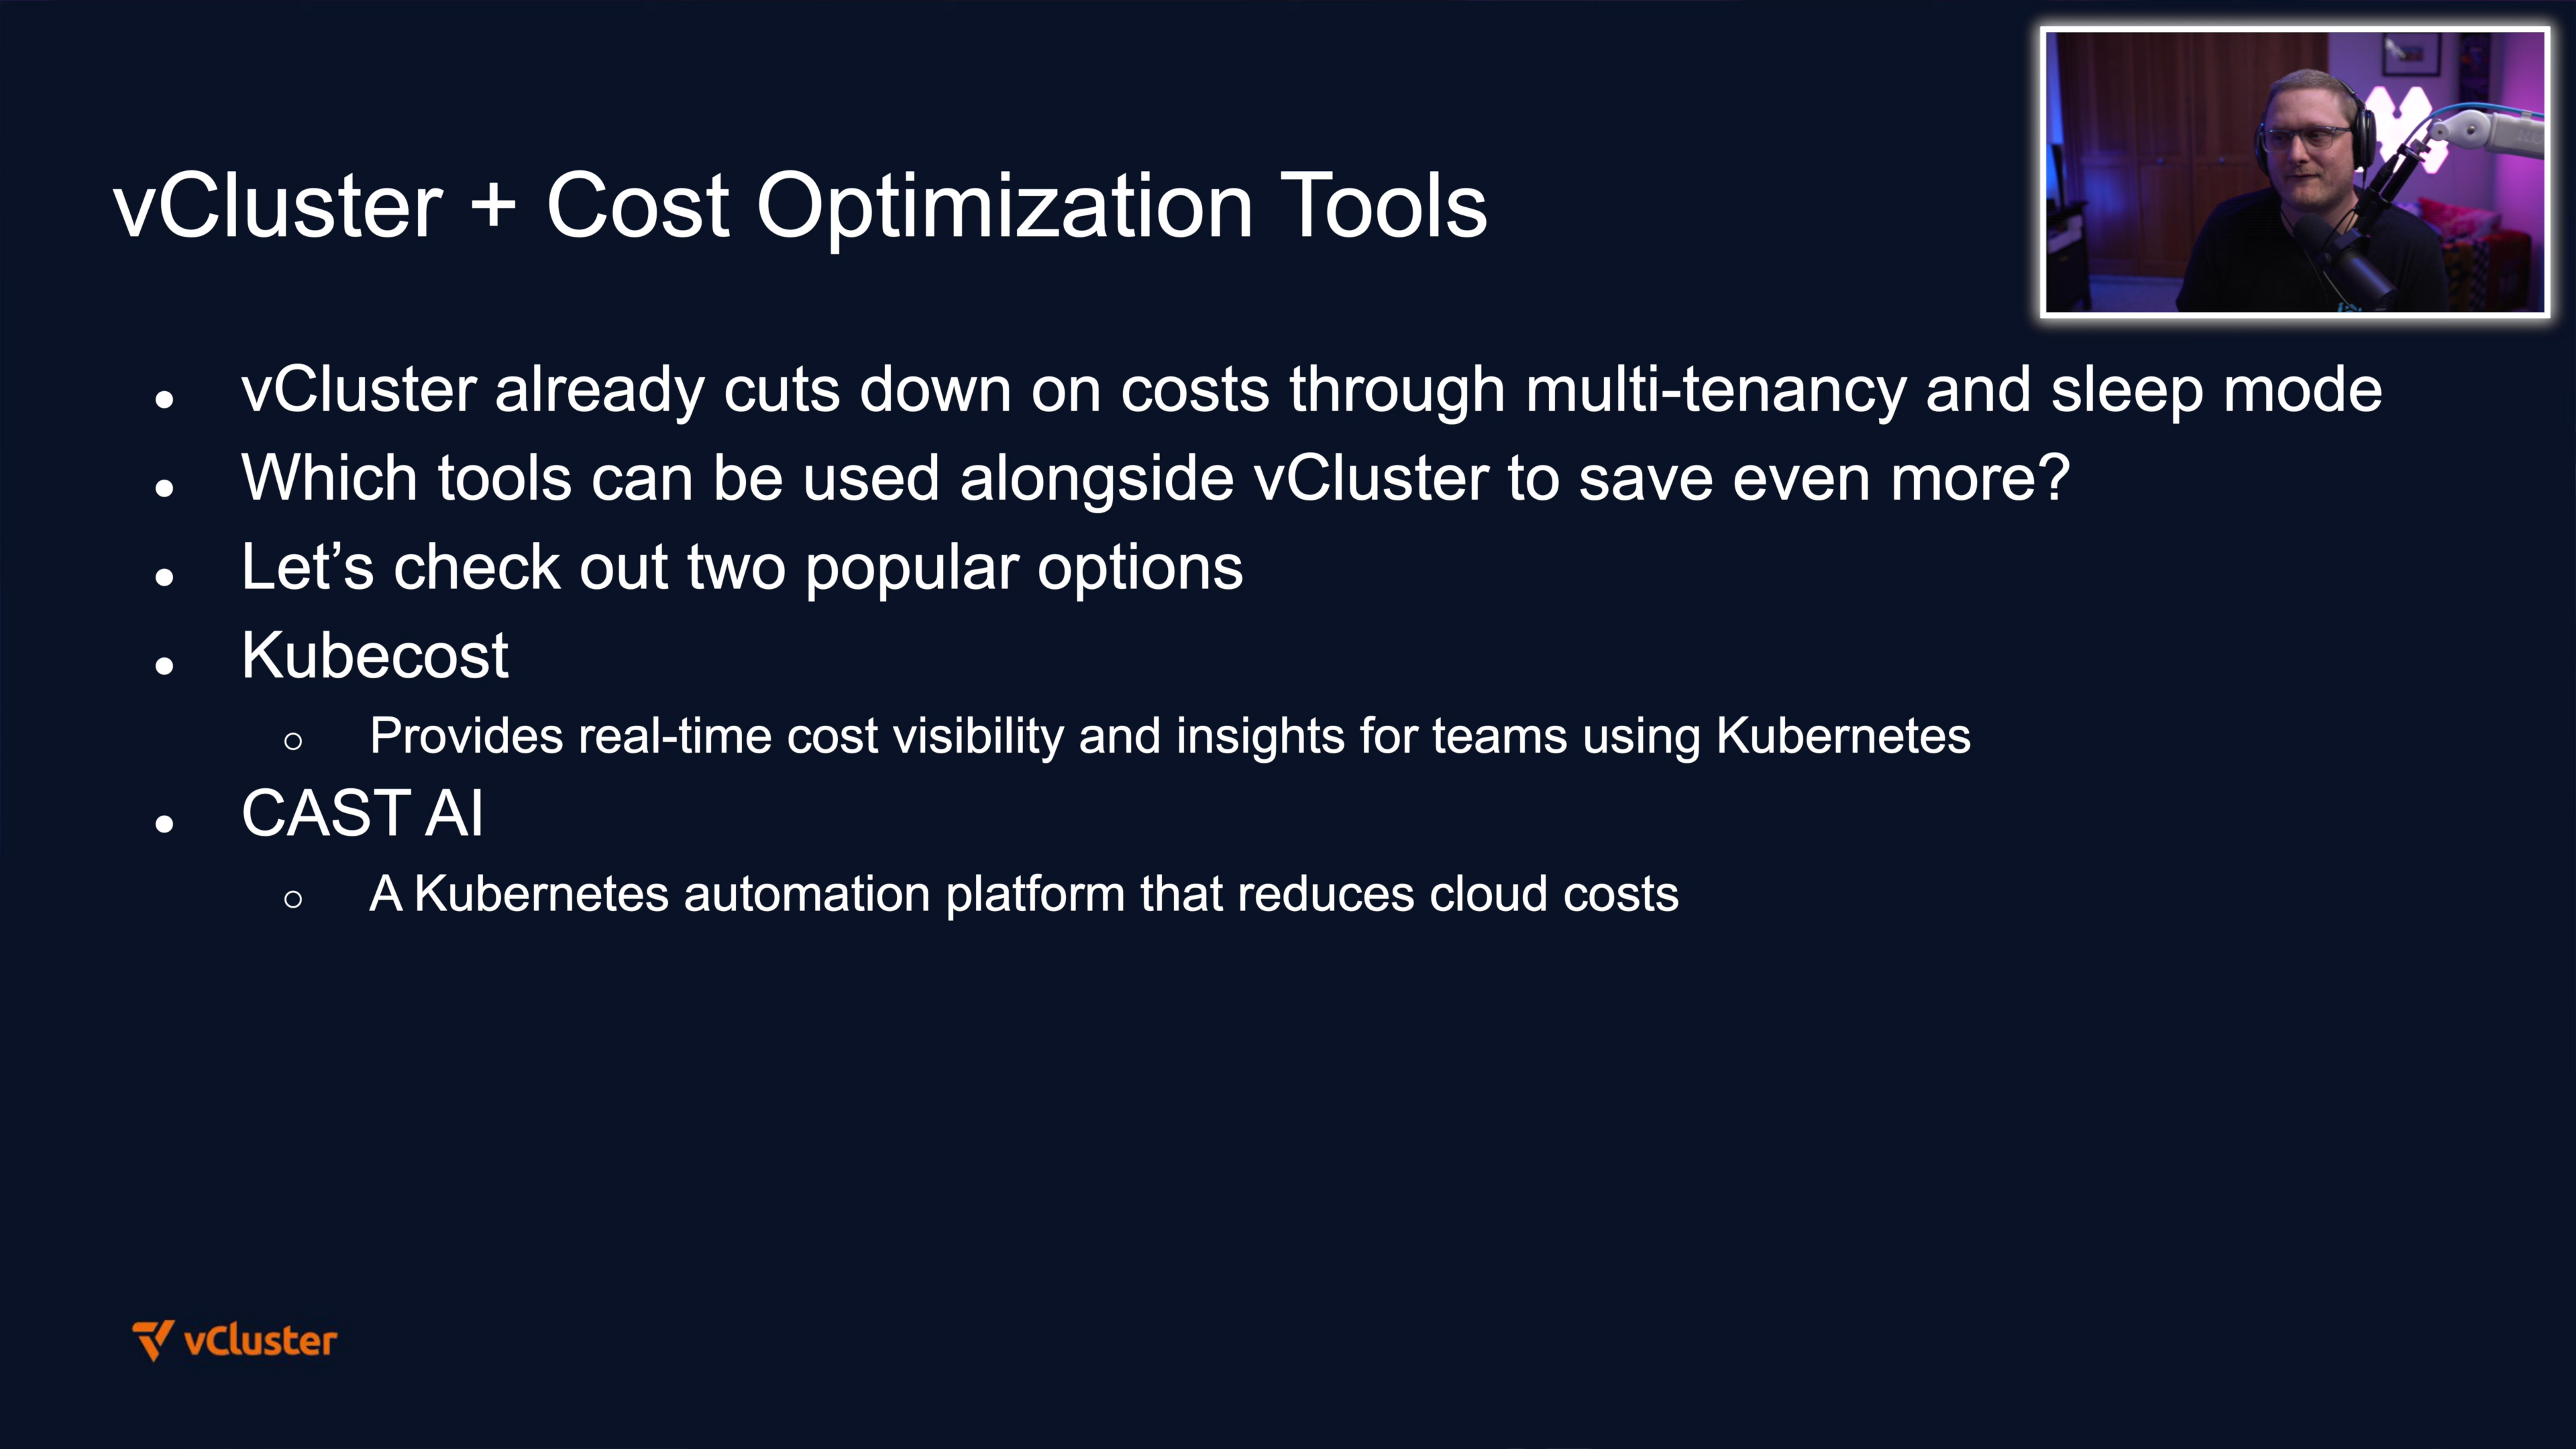 vCluster + Cost Optimization Tools
● vCluster already cuts down on costs through multi-tenancy and sleep mode
● Which tools can be used alongside vCluster to save even more?
● Let’s check out two popular options
● Kubecost
○ Provides real-time cost visibility and insights for teams using Kubernetes
● CAST AI
○ A Kubernetes automation platform that reduces cloud costs
vCluster